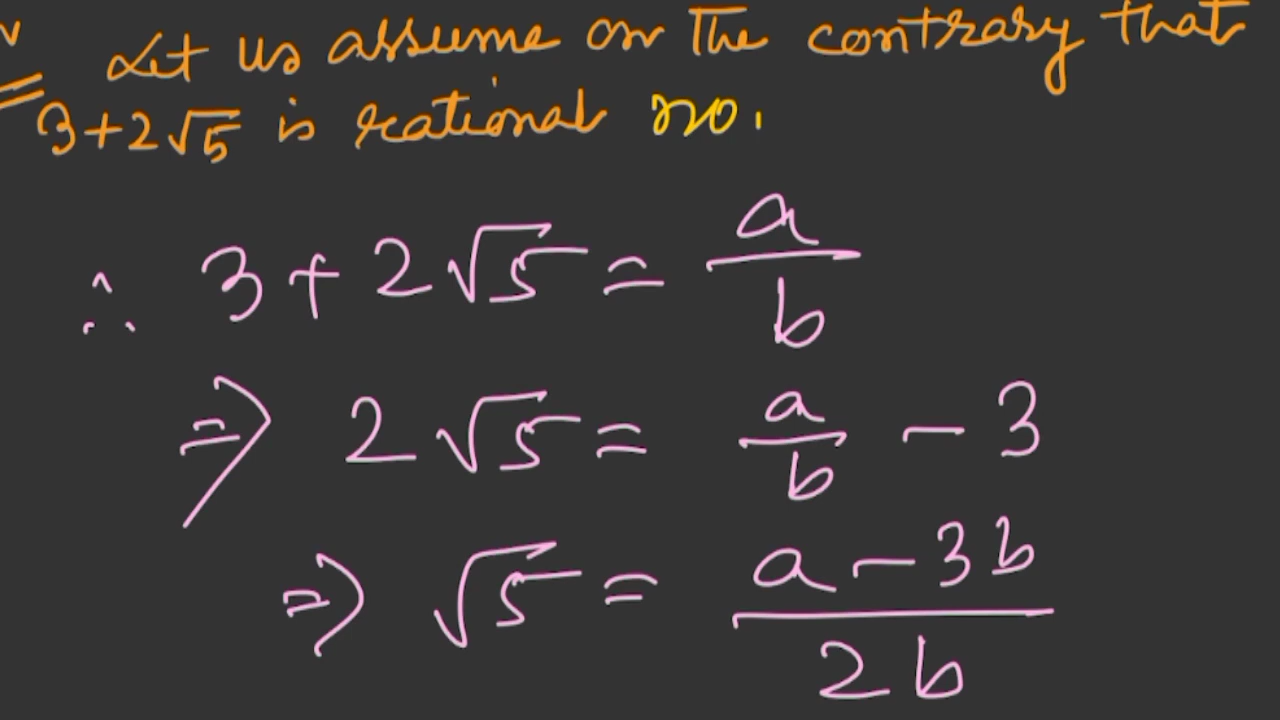 Let us assume on the contrary that
3+2√5 is rational no.
∴ 3+2√5 = a/b
⇒ 2√5 = a/b - 3
⇒ √5 = (a-3b)/2b